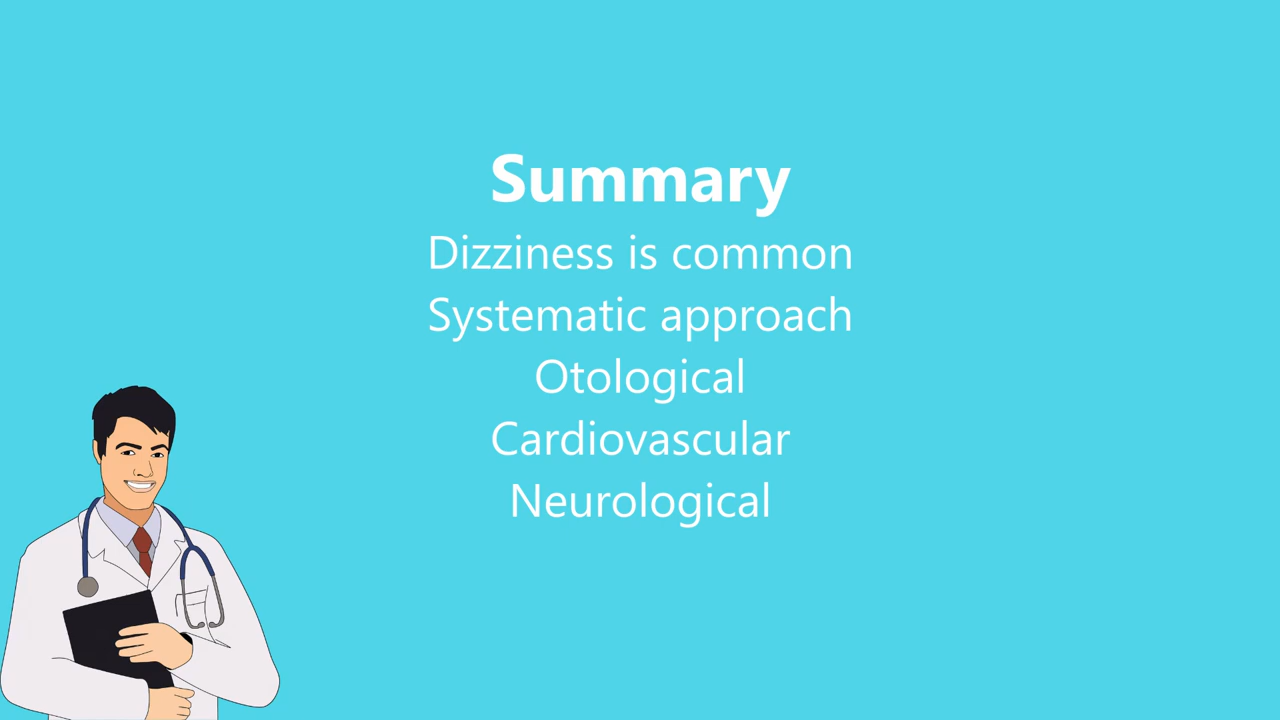 Summary
Dizziness is common
Systematic approach
Otological
Cardiovascular
Neurological